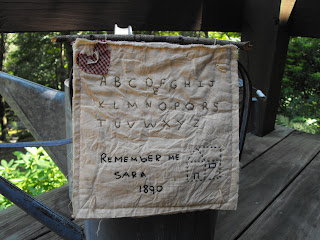 ABCDEFGHIJ
KLMNOPQRS
TUVWXYZ
REMEMBER ME
SARA
1890